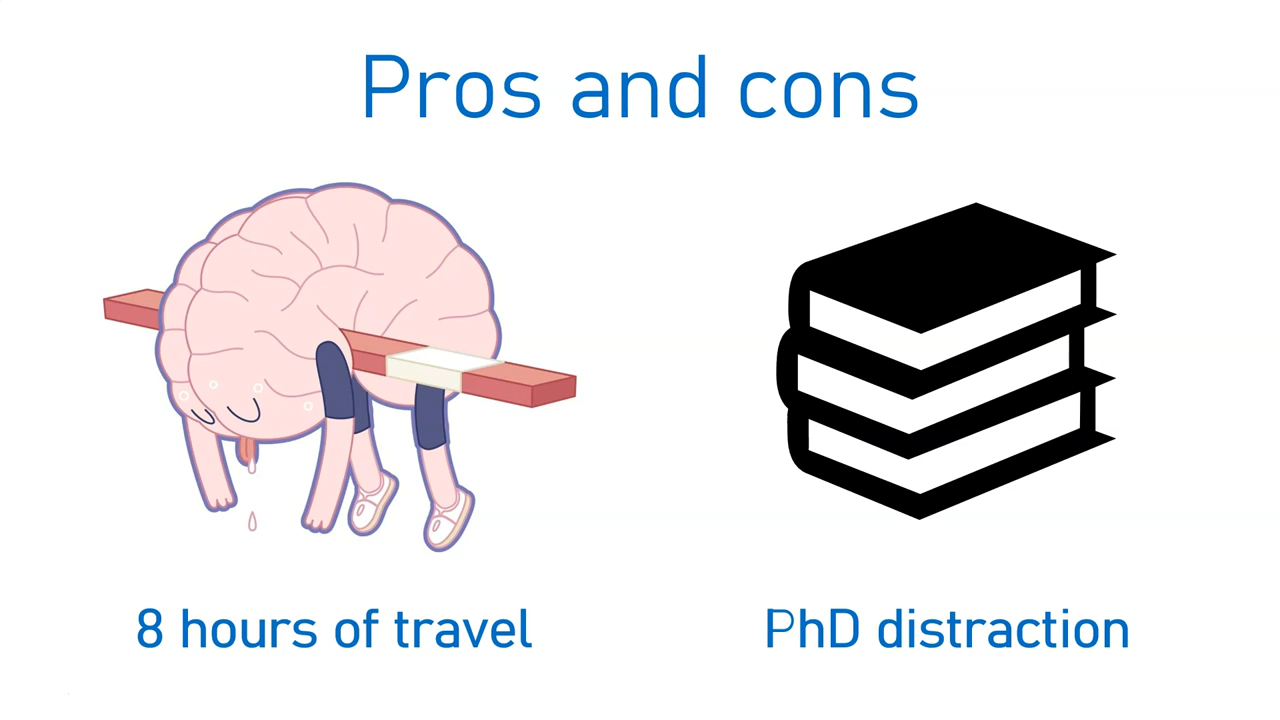 Pros and cons
8 hours of travel
PhD distraction